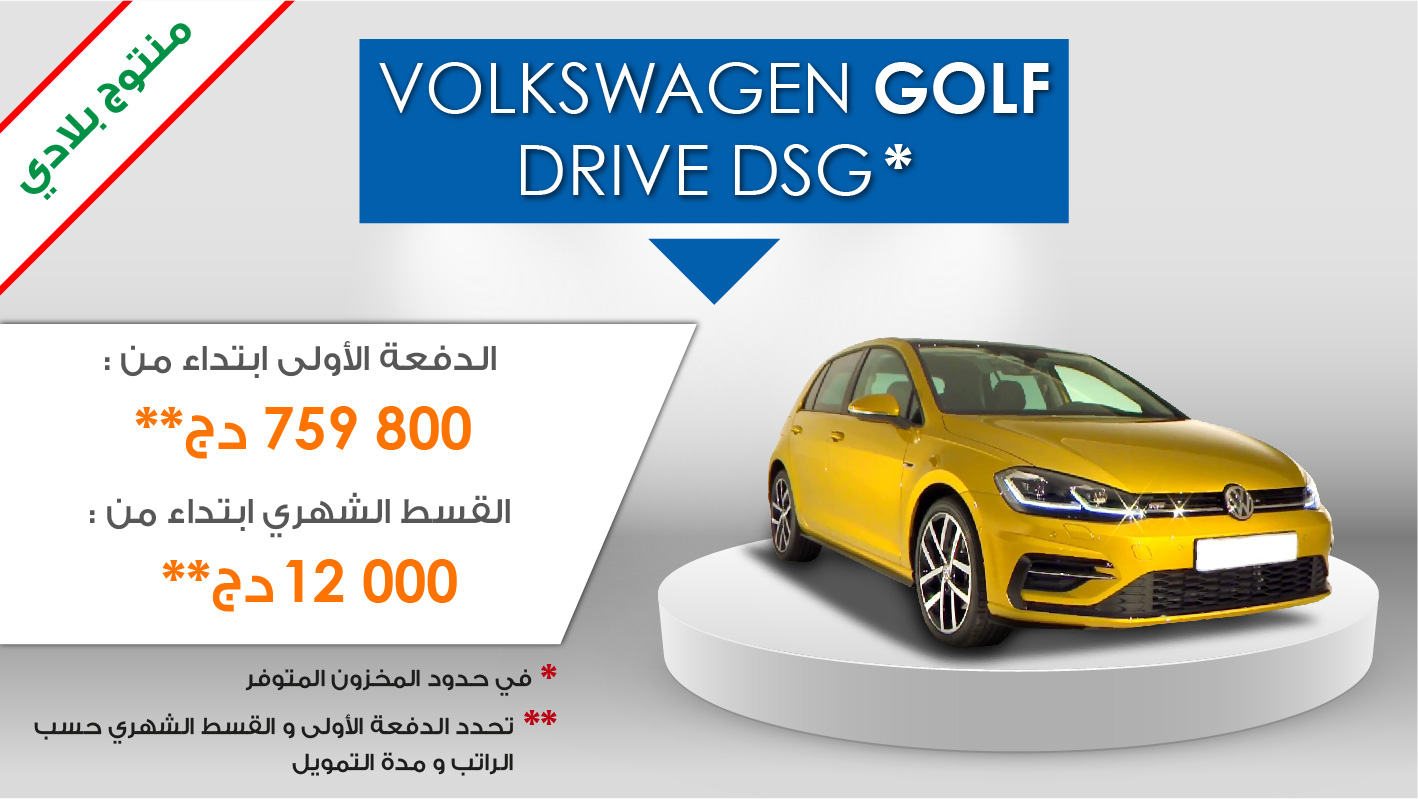 منتوج بلادي
VOLKSWAGEN GOLF
DRIVE DSG*
الدفعة الأولى ابتداء من :
759 800 دج**
القسط الشهري ابتداء من :
12 000 دج**
* في حدود المخزون المتوفر
** تحدد الدفعة الأولى و القسط الشهري حسب
الراتب و مدة التمويل